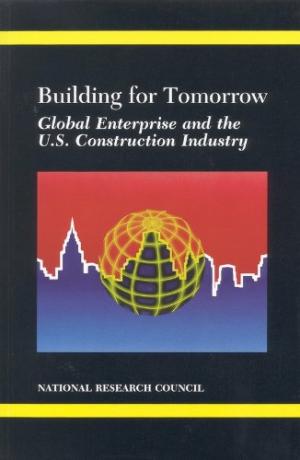 Building for Tomorrow
Global Enterprise and the
U.S. Construction Industry
NATIONAL RESEARCH COUNCIL